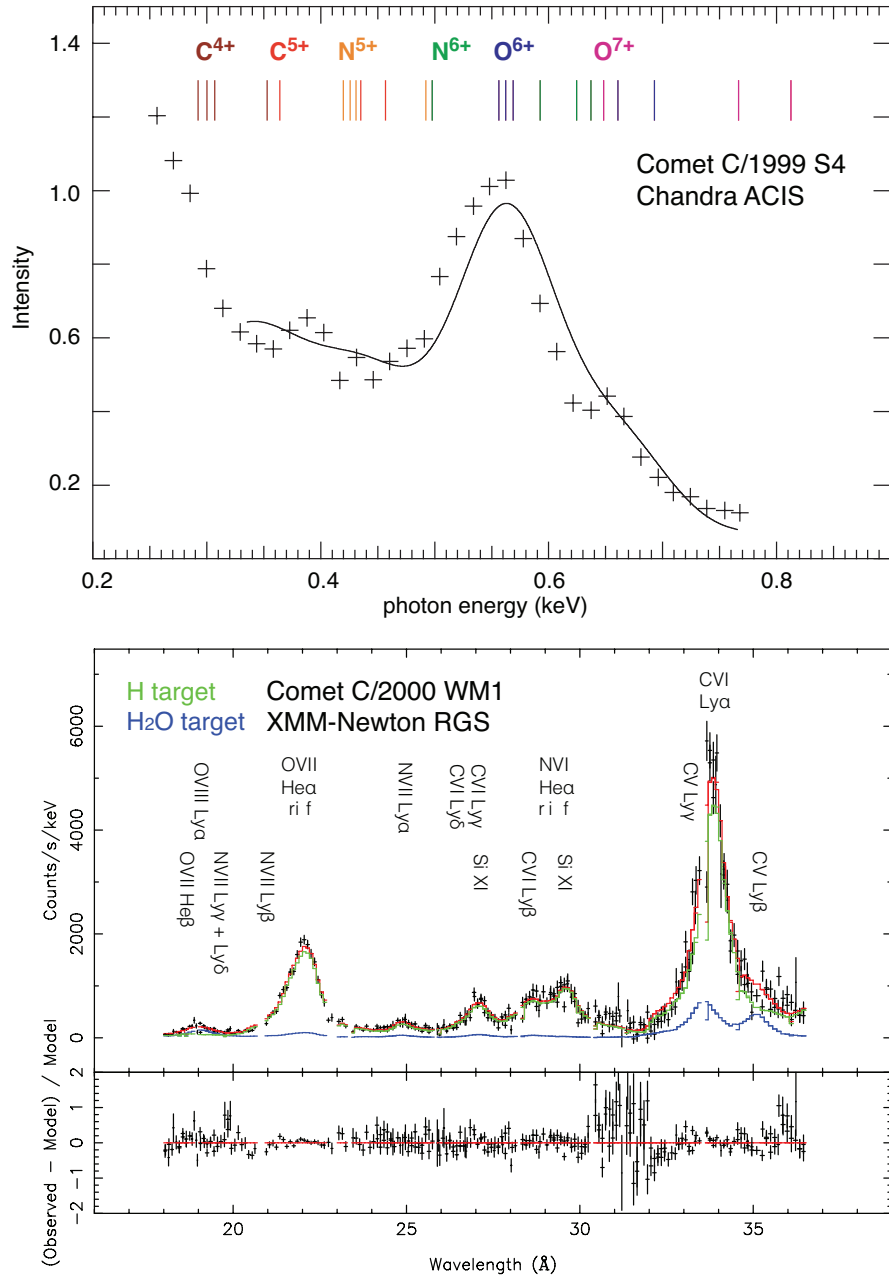 C4+ C5+ N5+ N6+ O6+ O7+
1.4
1.0
0.6
0.2
Intensity
Comet C/1999 S4
Chandra ACIS
0.2 0.4 0.6 0.8
photon energy (keV)
H target
H2O target
Comet C/2000 WM1
XMM-Newton RGS
6000
4000
2000
0
Counts/s/keV
OVII Heβ
OVIII Lyα
NVII Lyγ + Lyδ
NVII Lyβ
OVII
Heα
r i f
NVII Lyα
CVI Lyδ
CVI Lyγ
Si XI
CVI Lyβ
NVI
Heα
r i f
Si XI
CV Lyγ
CVI
Lyα
CV Lyβ
2
1
0
−1
−2
(Observed − Model) / Model
20 25 30 35
Wavelength (Å)